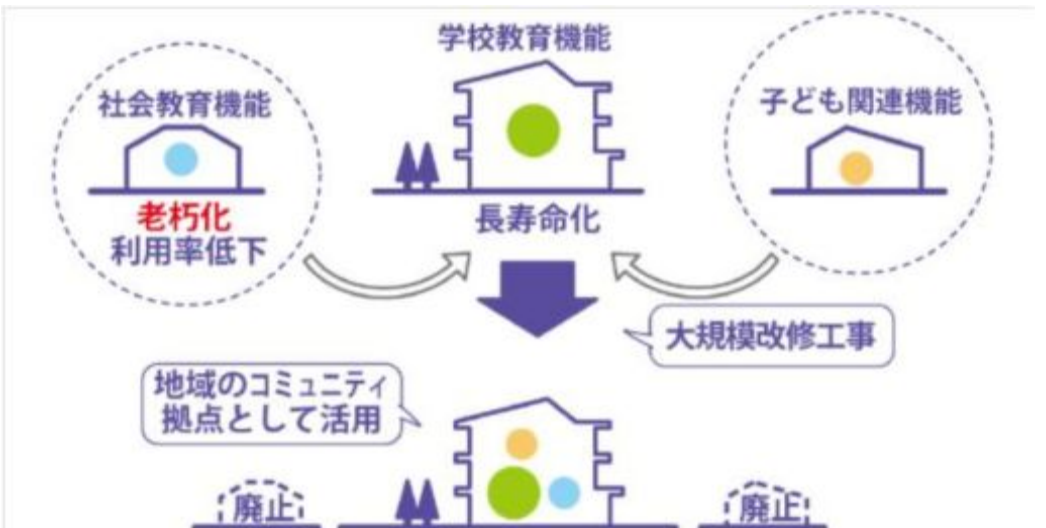 学校教育機能
社会教育機能
子ども関連機能
老朽化
利用率低下
長寿命化
大規模改修工事
地域のコミュニティ
拠点として活用
廃止
廃止